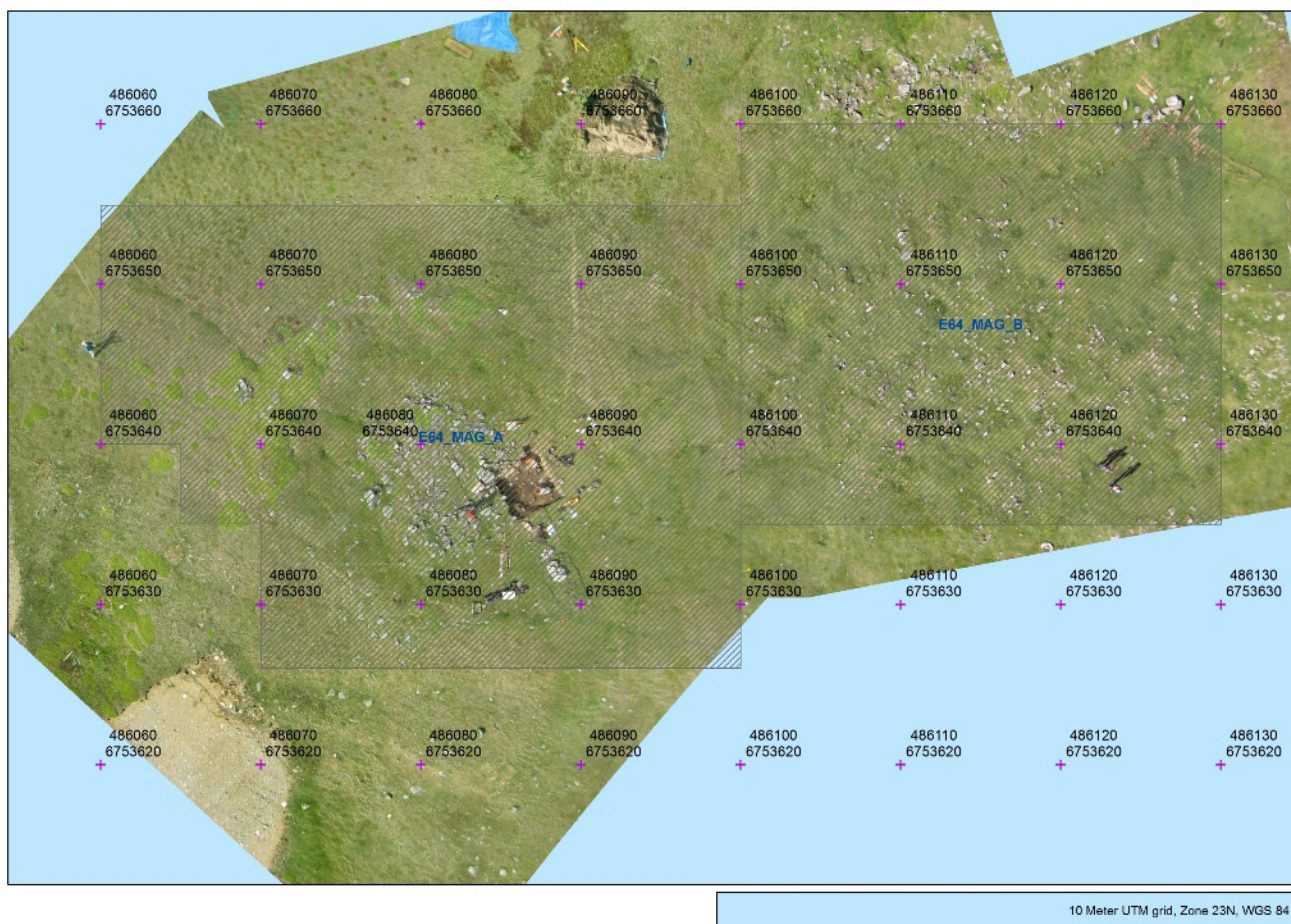 486060 486070 486080 486090 486100 486110 486120 486130
6753660 6753660 6753660 6753660 6753660 6753660 6753660 6753660
486060 486070 486080 486090 486100 486110 486120 486130
6753650 6753650 6753650 6753650 6753650 6753650 6753650 6753650
E64_MAG_B
486060 486070 486080 486090 486100 486110 486120 486130
6753640 6753640 6753640 6753640 6753640 6753640 6753640 6753640
E64_MAG_A
486060 486070 486080 486090 486100 486110 486120 486130
6753630 6753630 6753630 6753630 6753630 6753630 6753630 6753630
486060 486070 486080 486090 486100 486110 486120 486130
6753620 6753620 6753620 6753620 6753620 6753620 6753620 6753620
10 Meter UTM grid, Zone 23N, WGS 84